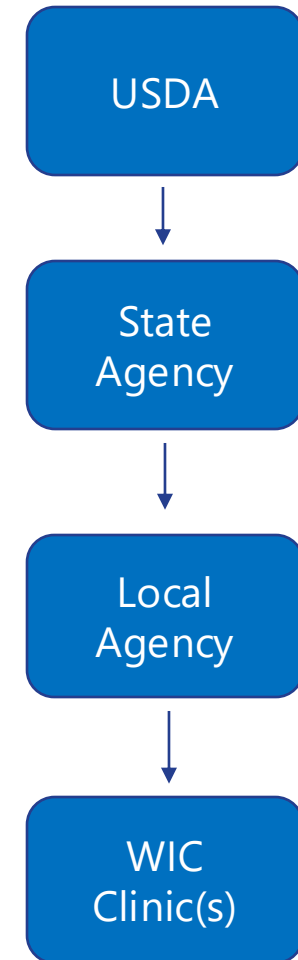 USDA
State
Agency
Local
Agency
WIC
Clinic(s)